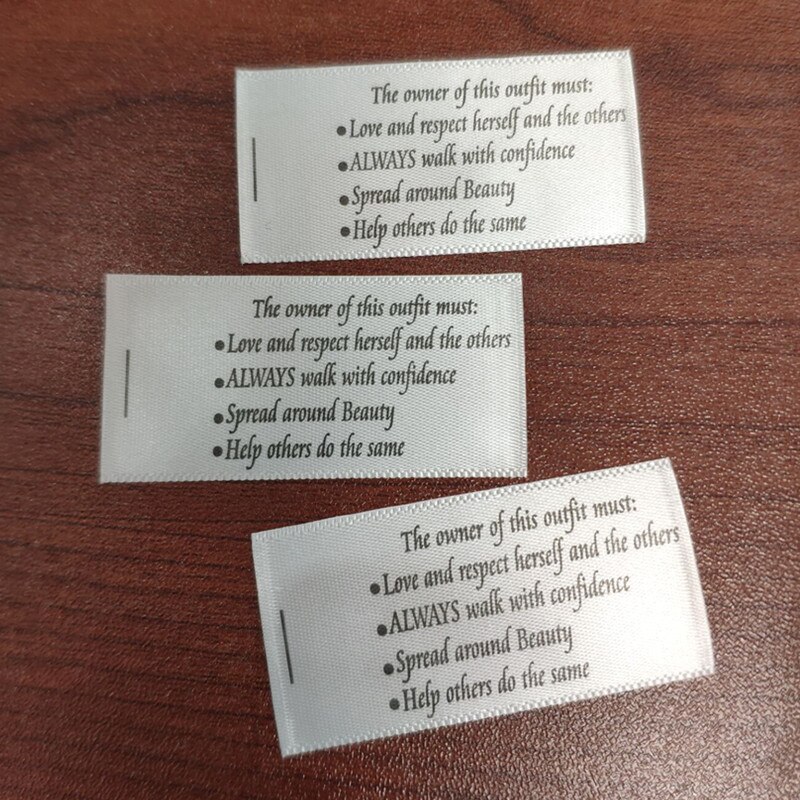 The owner of this outfit must:
•Love and respect herself and the others
•ALWAYS walk with confidence
•Spread around Beauty
•Help others do the same
The owner of this outfit must:
•Love and respect herself and the others
•ALWAYS walk with confidence
•Spread around Beauty
•Help others do the same
The owner of this outfit must:
•Love and respect herself and the others
•ALWAYS walk with confidence
•Spread around Beauty
•Help others do the same